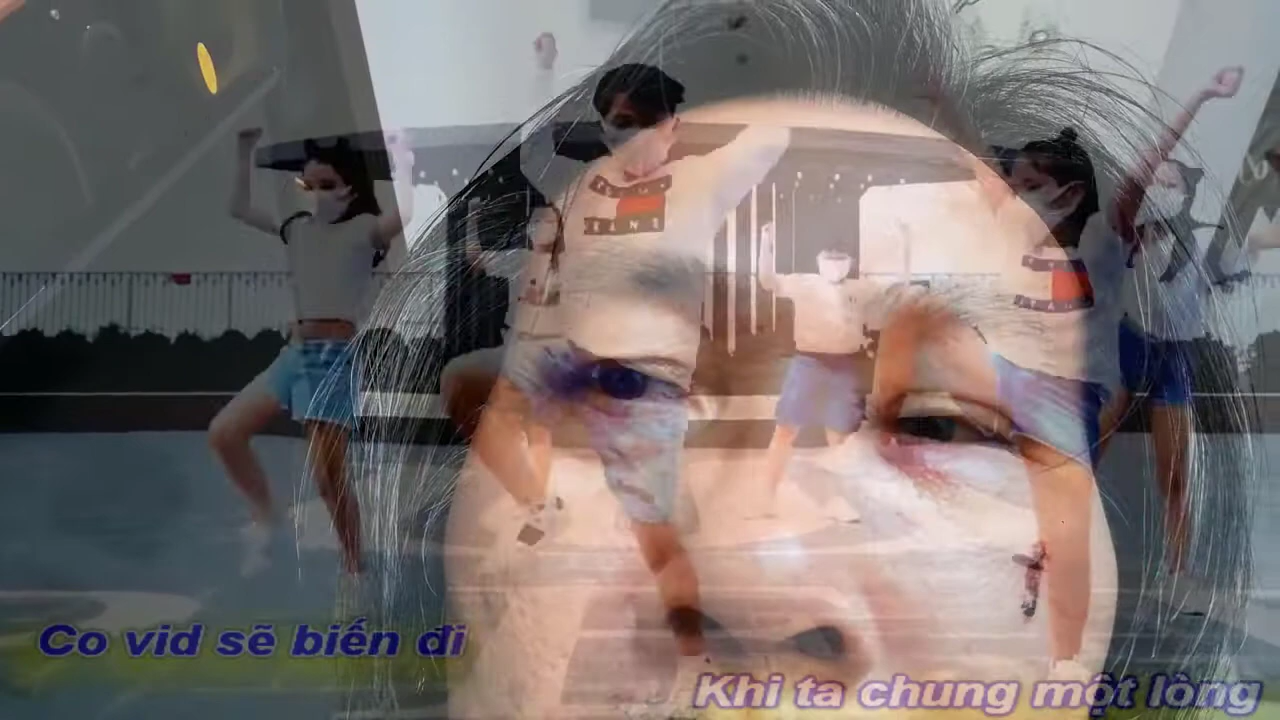 Co vid sẽ biến đi
Khi ta chung một lòng